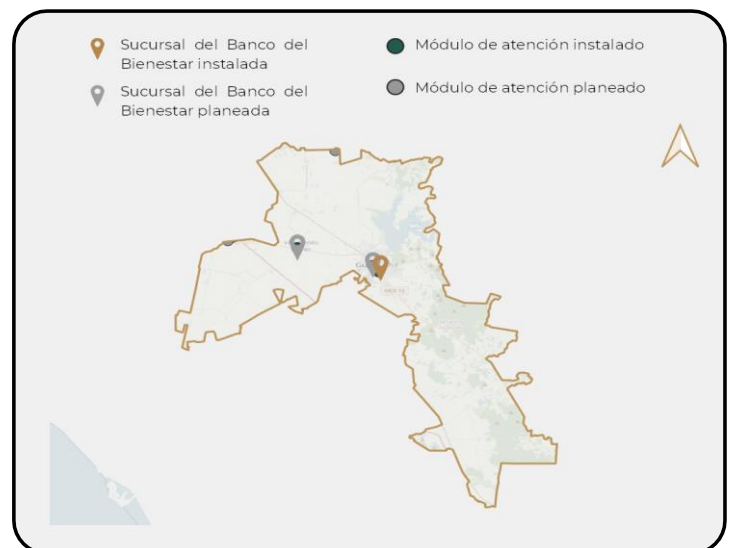 Sucursal del Banco del
Bienestar instalada
Sucursal del Banco del
Bienestar planeada
Módulo de atención instalado
Módulo de atención planeado